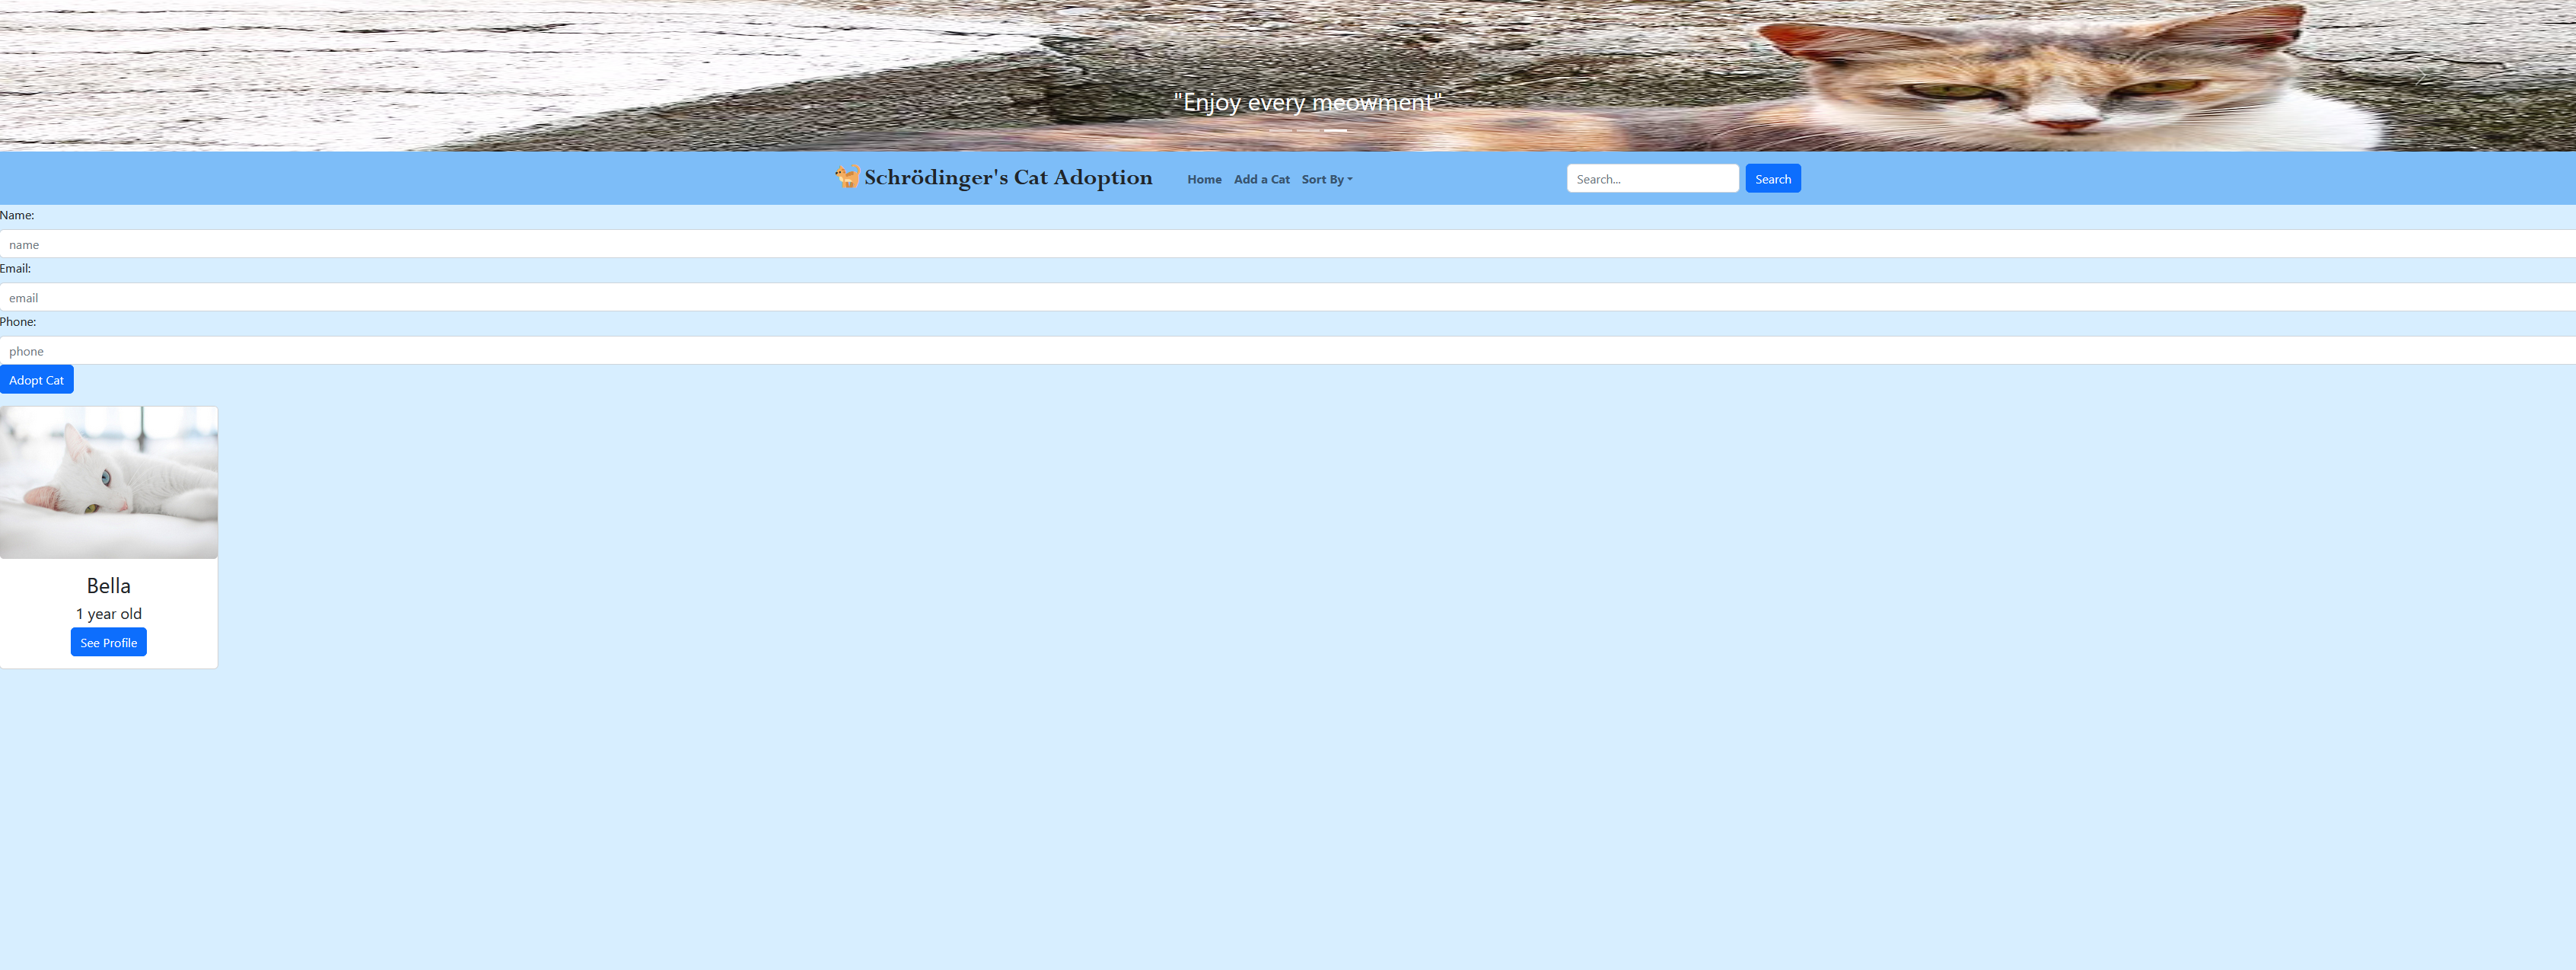 "Enjoy every meowment"
Schrödinger's Cat Adoption Home Add a Cat Sort By Search... Search
Name:
name
Email:
email
Phone:
phone
Adopt Cat
Bella
1 year old
See Profile